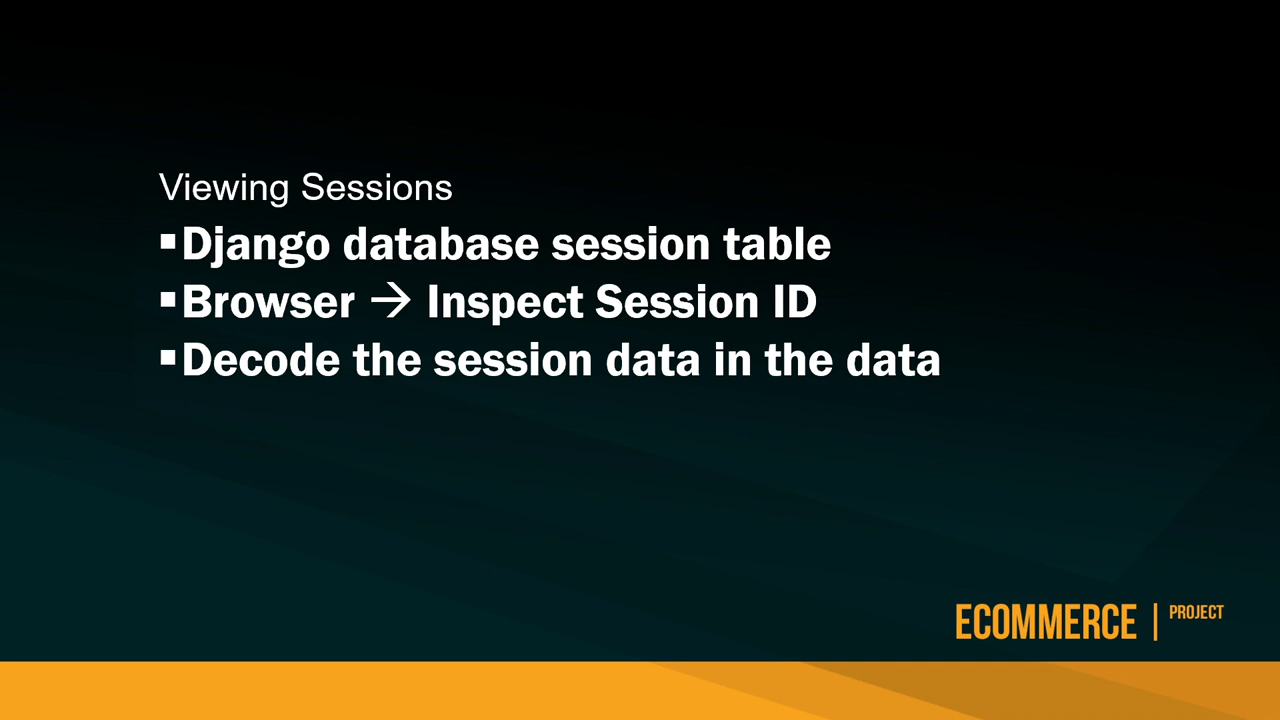 Viewing Sessions
▪Django database session table
▪Browser → Inspect Session ID
▪Decode the session data in the data
ECOMMERCE | PROJECT